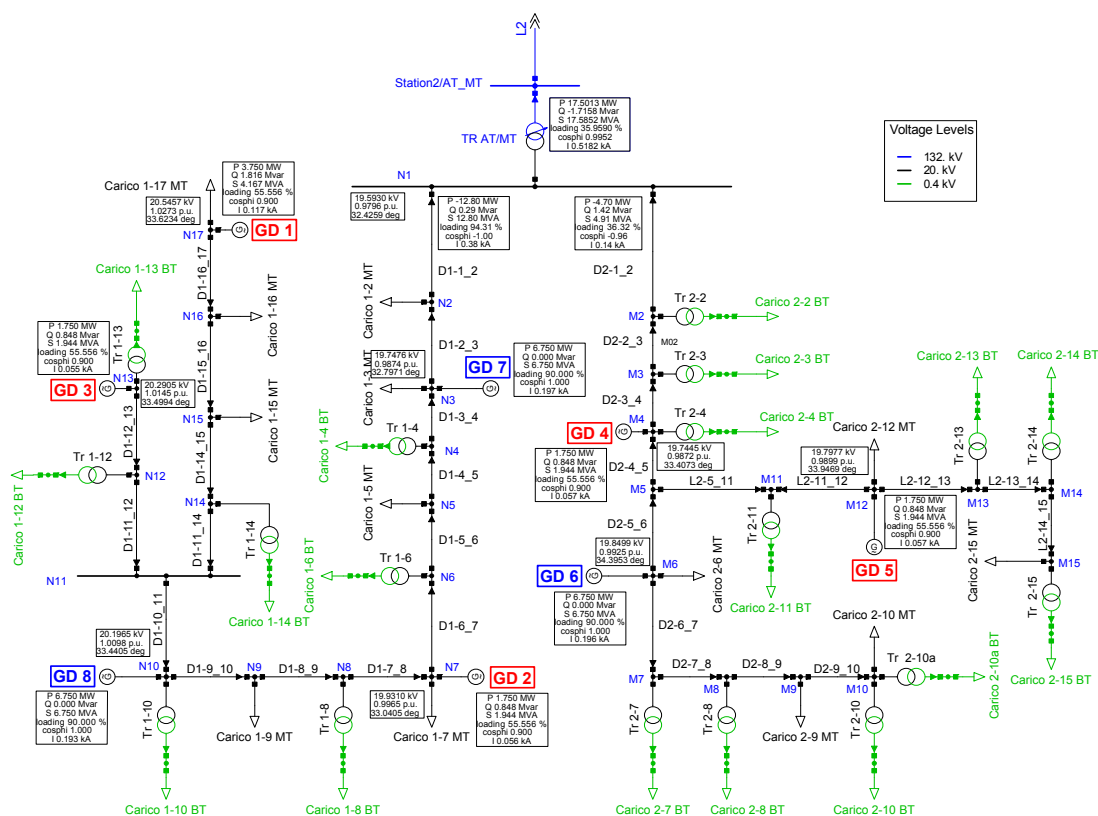 L2
Station2/AT_MT
TR AT/MT
P 17.5013 MW
Q -1.7158 Mvar
S 17.5852 MVA
loading 35.9590 %
cosphi 0.9952
I 0.5182 kA
Voltage Levels
132. kV
20. kV
0.4 kV
N1
19.5930 kV
0.9796 p.u.
32.4259 deg
P -12.80 MW
Q 0.29 Mvar
S 12.80 MVA
loading 94.31 %
cosphi -1.00
I 0.38 kA
P -4.70 MW
Q 1.42 Mvar
S 4.91 MVA
loading 36.32 %
cosphi -0.96
I 0.14 kA
Carico 1-17 MT
P 3.750 MW
Q 1.816 Mvar
S 4.167 MVA
loading 55.556 %
cosphi 0.900
I 0.117 kA
20.5457 kV
1.0273 p.u.
33.6234 deg
N17
G
GD 1
D1-16_17
Carico 1-13 BT
N16
Carico 1-16 MT
P 1.750 MW
Q 0.848 Mvar
S 1.944 MVA
loading 55.556 %
cosphi 0.900
I 0.055 kA
Tr 1-13
N13
GD 3
G
20.2905 kV
1.0145 p.u.
33.4994 deg
D1-15_16
N15
Carico 1-15 MT
D1-12_13
D1-14_15
Tr 1-12
N12
Carico 1-12 BT
D1-11_12
N14
D1-11_14
Tr 1-14
Carico 1-14 BT
N11
D1-10_11
20.1965 kV
1.0098 p.u.
33.4405 deg
GD 8
G
N10
D1-9_10
N9
D1-8_9
N8
D1-7_8
N7
G
GD 2
P 6.750 MW
Q 0.000 Mvar
S 6.750 MVA
loading 90.000 %
cosphi 1.000
I 0.193 kA
Tr 1-10
Carico 1-9 MT
Tr 1-8
19.9310 kV
0.9965 p.u.
33.0405 deg
Carico 1-7 MT
P 1.750 MW
Q 0.848 Mvar
S 1.944 MVA
loading 55.556 %
cosphi 0.900
I 0.056 kA
Carico 1-10 BT
Carico 1-8 BT
D1-1_2
Carico 1-2 MT
N2
D1-2_3
19.7476 kV
0.9874 p.u.
32.7971 deg
Carico 1-3 MT
GD 7
P 6.750 MW
Q 0.000 Mvar
S 6.750 MVA
loading 90.000 %
cosphi 1.000
I 0.197 kA
G
N3
D1-3_4
Carico 1-4 BT
Tr 1-4
N4
D1-4_5
Carico 1-5 MT
N5
D1-5_6
Carico 1-6 BT
Tr 1-6
N6
D1-6_7
D2-1_2
M2
Tr 2-2
Carico 2-2 BT
D2-2_3
M02
M3
Tr 2-3
Carico 2-3 BT
D2-3_4
M4
Tr 2-4
Carico 2-4 BT
GD 4
G
19.7445 kV
0.9872 p.u.
33.4073 deg
P 1.750 MW
Q 0.848 Mvar
S 1.944 MVA
loading 55.556 %
cosphi 0.900
I 0.057 kA
D2-4_5
M5
L2-5_11
M11
L2-11_12
Carico 2-12 MT
19.7977 kV
0.9899 p.u.
33.9469 deg
M12
L2-12_13
M13
L2-13_14
M14
Carico 2-13 BT
Tr 2-13
Carico 2-14 BT
Tr 2-14
P 1.750 MW
Q 0.848 Mvar
S 1.944 MVA
loading 55.556 %
cosphi 0.900
I 0.057 kA
G
GD 5
L2-14_15
Carico 2-15 MT
M15
Tr 2-15
Carico 2-15 BT
Tr 2-11
Carico 2-11 BT
D2-5_6
19.8499 kV
0.9925 p.u.
34.3953 deg
GD 6
G
M6
Carico 2-6 MT
P 6.750 MW
Q 0.000 Mvar
S 6.750 MVA
loading 90.000 %
cosphi 1.000
I 0.196 kA
D2-6_7
M7
D2-7_8
M8
D2-8_9
M9
D2-9_10
M10
Carico 2-10 MT
Tr 2-10a
Carico 2-10a BT
Tr 2-7
Tr 2-8
Carico 2-9 MT
Tr 2-10
Carico 2-7 BT
Carico 2-8 BT
Carico 2-10 BT